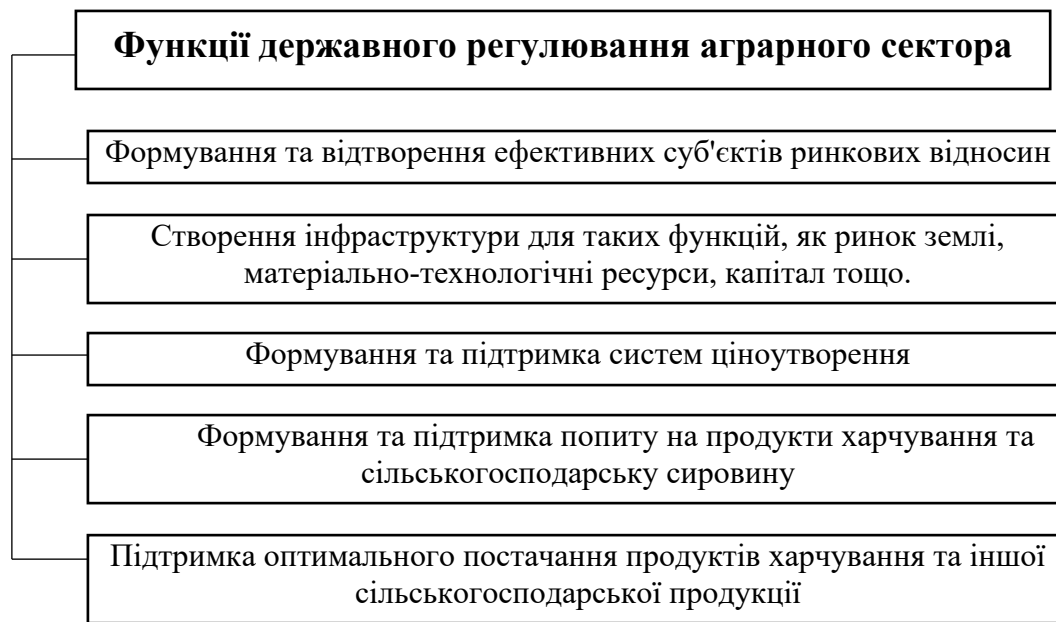 Функції державного регулювання аграрного сектора
Формування та відтворення ефективних суб'єктів ринкових відносин
Створення інфраструктури для таких функцій, як ринок землі,
матеріально-технологічні ресурси, капітал тощо.
Формування та підтримка систем ціноутворення
Формування та підтримка попиту на продукти харчування та
сільськогосподарську сировину
Підтримка оптимального постачання продуктів харчування та іншої
сільськогосподарської продукції